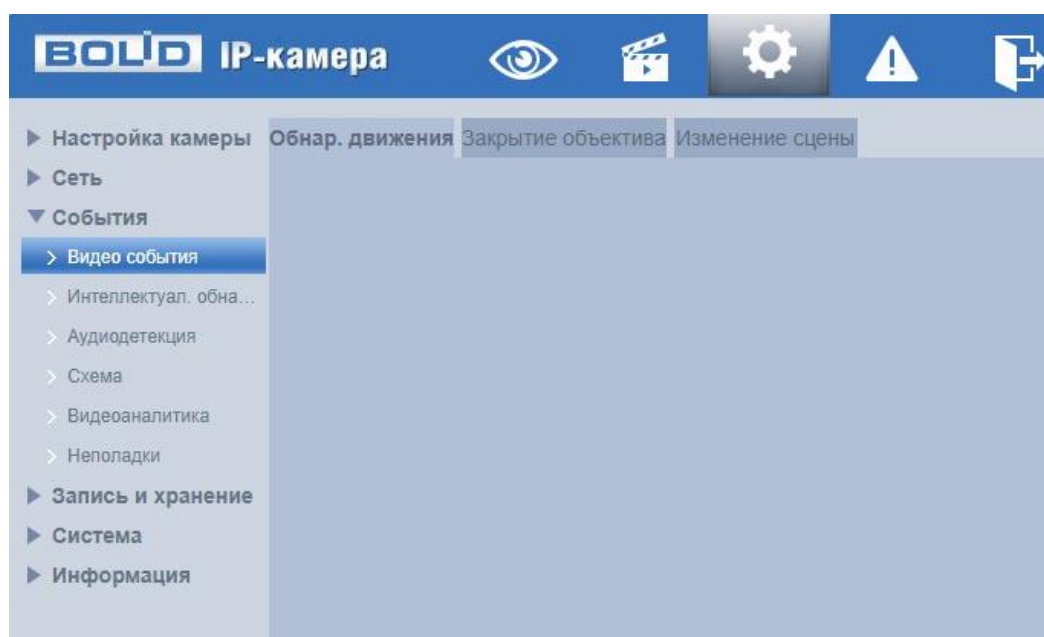 BOLID IP-камера
Настройка камеры
Обнар. движения Закрытие объектива Изменение сцены
Сеть
События
Видео события
Интеллектуал. обна...
Аудиодетекция
Схема
Видеоаналитика
Неполадки
Запись и хранение
Система
Информация